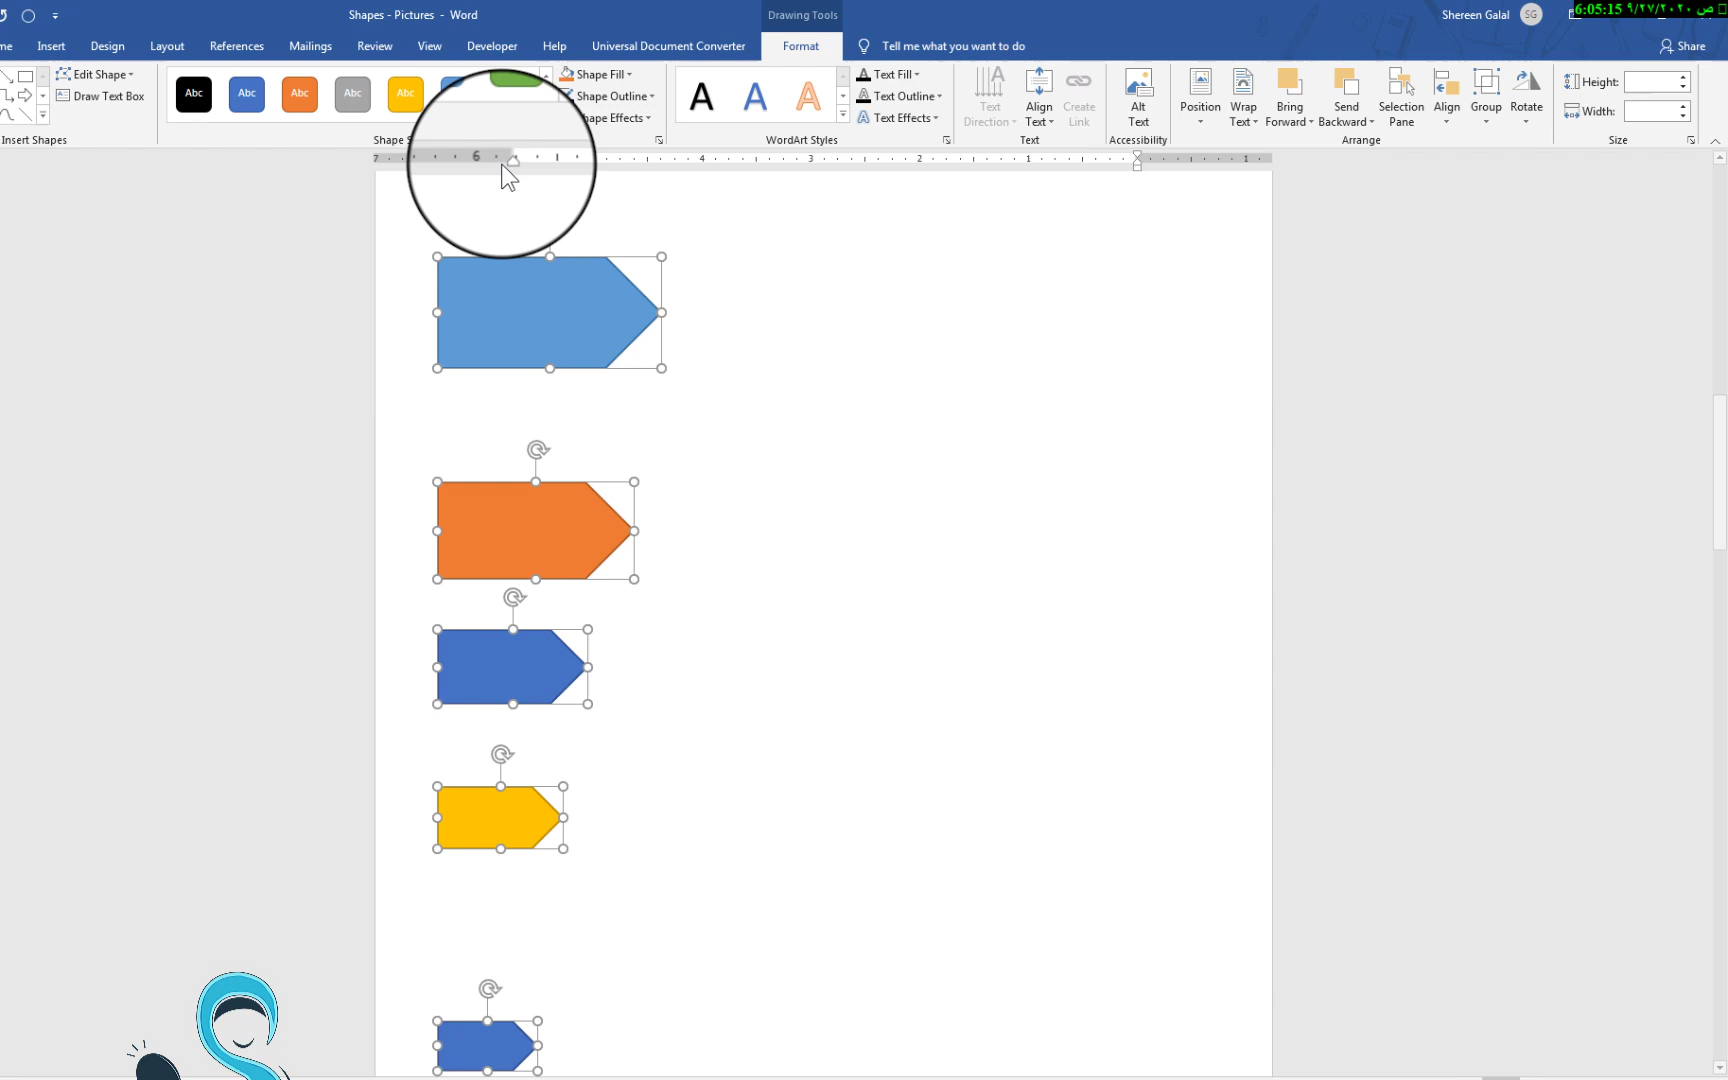 Shapes - Pictures - Word
Drawing Tools
Shereen Galal
SG
6:05:15 ٩/٢٧/٢٠٢٠ ص
Insert
Design
Layout
References
Mailings
Review
View
Developer
Help
Universal Document Converter
Format
Tell me what you want to do
Share
Edit Shape
Draw Text Box
Insert Shapes
Abc
Abc
Abc
Abc
Abc
Shape Fill
Shape Outline
Text Fill
Text Outline
Text Effects
A A A
WordArt Styles
Text Direction
Align Text
Create Link
Text
Alt Text
Accessibility
Position
Wrap Text
Bring Forward
Send Backward
Selection Pane
Align
Group
Rotate
Arrange
Height:
Width:
Size
7 6 4 3 2 1 1